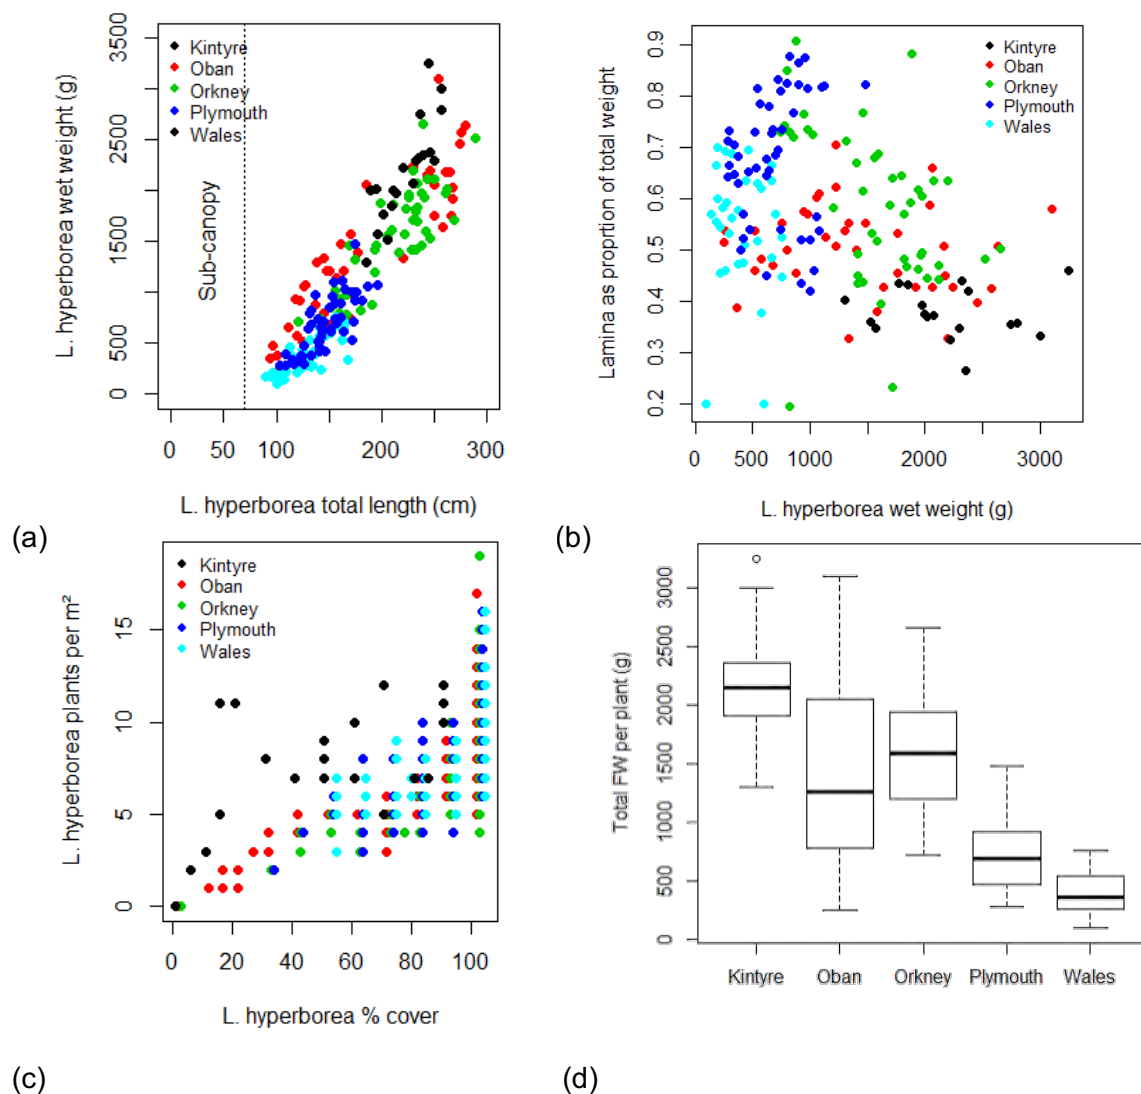 3500
2500
1500
500
0
L. hyperborea wet weight (g)
Kintyre
Oban
Orkney
Plymouth
Wales
Sub-canopy
0 50 100 200 300
L. hyperborea total length (cm)
(a)
0.9
0.8
0.7
0.6
0.5
0.4
0.3
0.2
Lamina as proportion of total weight
Kintyre
Oban
Orkney
Plymouth
Wales
0 500 1000 2000 3000
L. hyperborea wet weight (g)
(b)
15
10
5
0
L. hyperborea plants per m²
Kintyre
Oban
Orkney
Plymouth
Wales
0 20 40 60 80 100
L. hyperborea % cover
(c)
3000
2500
2000
1500
1000
500
0
Total FW per plant (g)
Kintyre Oban Orkney Plymouth Wales
(d)